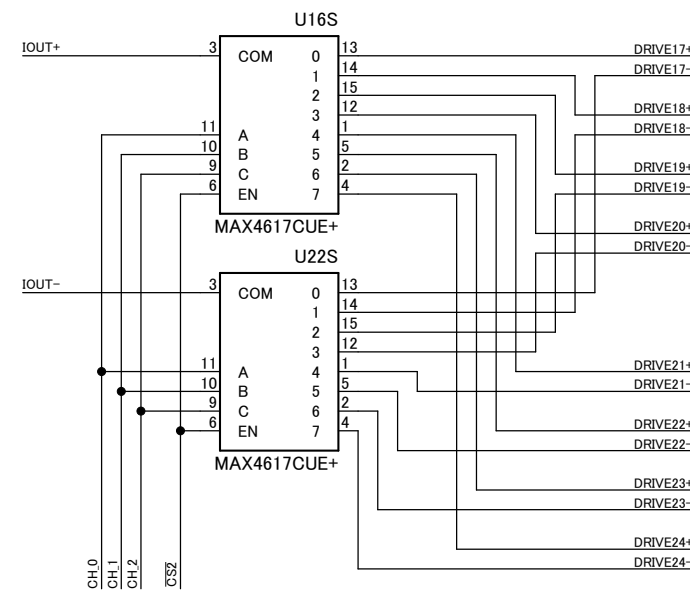 U16S
IOUT+ 3 COM 0 13 DRIVE17+
1 14 DRIVE17-
2 15
3 12 DRIVE18+
11 A 4 1 DRIVE18-
10 B 5 5
9 C 6 2 DRIVE19+
6 EN 7 4 DRIVE19-
MAX4617CUE+
DRIVE20+
DRIVE20-
U22S
IOUT- 3 COM 0 13
1 14
2 15
3 12
11 A 4 1 DRIVE21+
10 B 5 5 DRIVE21-
9 C 6 2
6 EN 7 4 DRIVE22+
DRIVE22-
MAX4617CUE+
DRIVE23+
DRIVE23-
DRIVE24+
DRIVE24-
CH_0
CH_1
CH_2
CS2